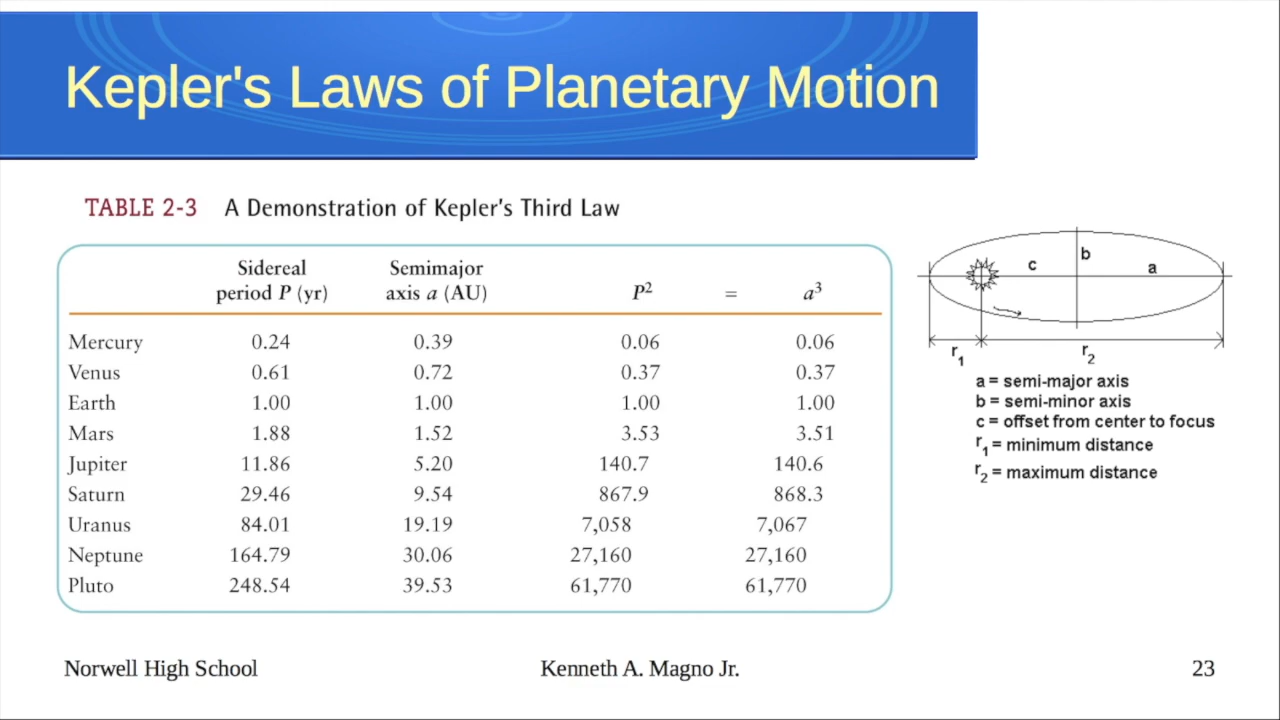 Kepler's Laws of Planetary Motion
TABLE 2-3 A Demonstration of Kepler's Third Law
Sidereal Semimajor
period P (yr) axis a (AU) P² = a³
Mercury 0.24 0.39 0.06 0.06
Venus 0.61 0.72 0.37 0.37
Earth 1.00 1.00 1.00 1.00
Mars 1.88 1.52 3.53 3.51
Jupiter 11.86 5.20 140.7 140.6
Saturn 29.46 9.54 867.9 868.3
Uranus 84.01 19.19 7,058 7,067
Neptune 164.79 30.06 27,160 27,160
Pluto 248.54 39.53 61,770 61,770
b
c a
r₁ r₂
a = semi-major axis
b = semi-minor axis
c = offset from center to focus
r₁ = minimum distance
r₂ = maximum distance
Norwell High School Kenneth A. Magno Jr. 23